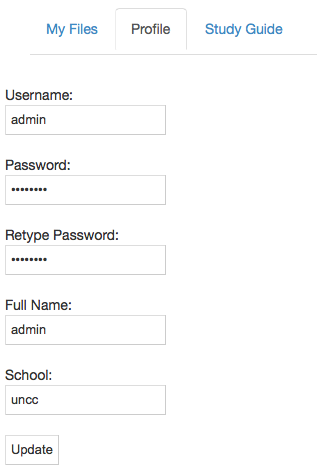 My Files Profile Study Guide
Username:
admin
Password:
••••••••
Retype Password:
••••••••
Full Name:
admin
School:
uncc
Update